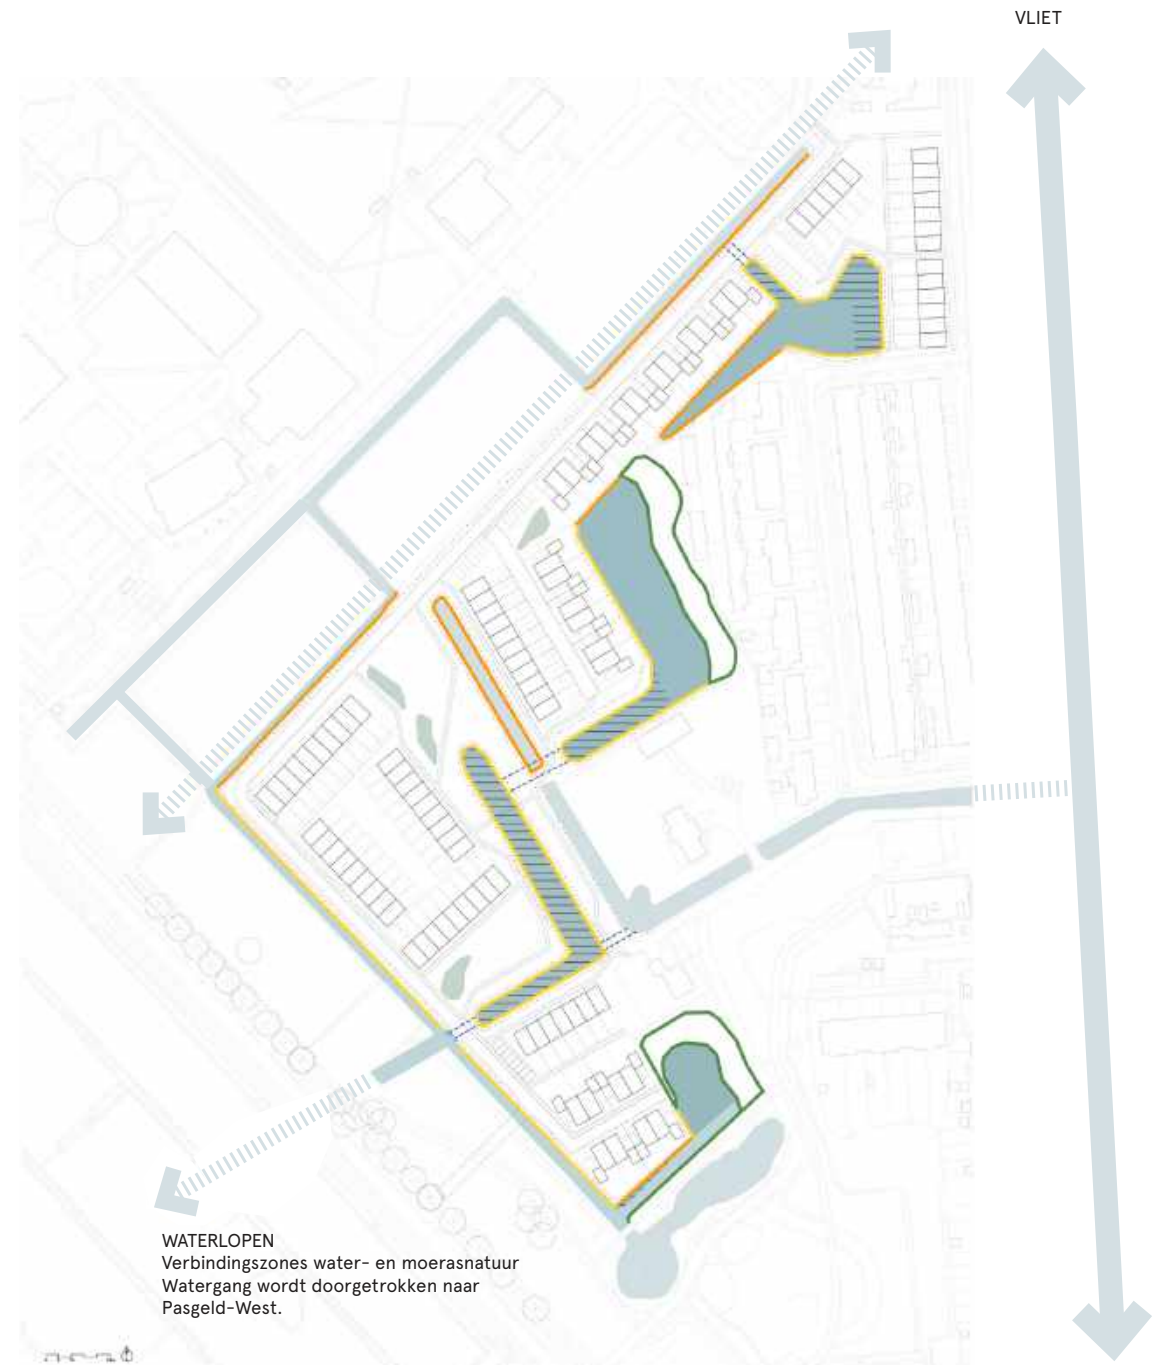 VLIET
WATERLOPEN
Verbindingszones water- en moerasnatuur
Watergang wordt doorgetrokken naar
Pasgeld-West.